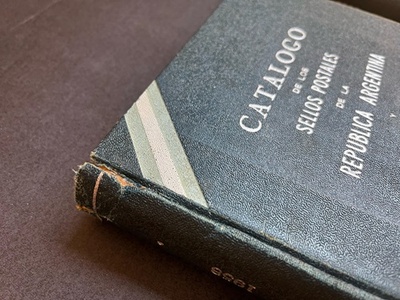 CATALOGO
DE LOS
SELLOS POSTALES
DE LA
REPUBLICA ARGENTINA
Y